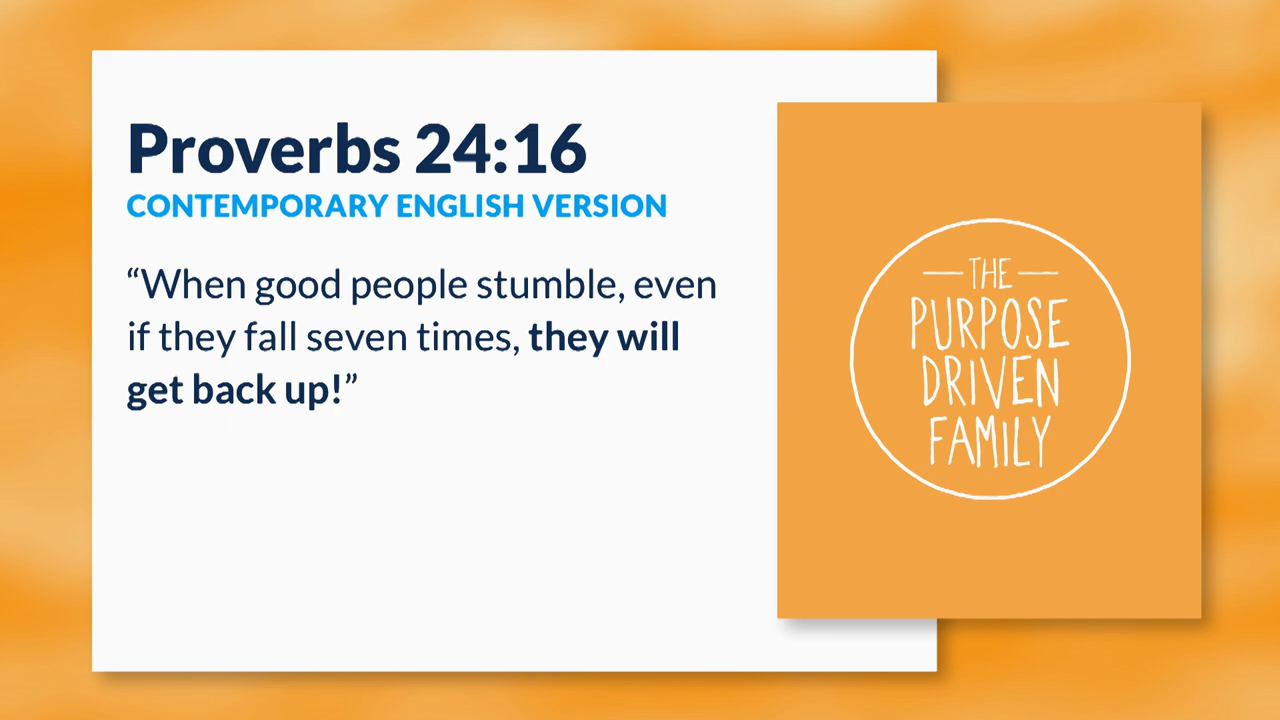 Proverbs 24:16
CONTEMPORARY ENGLISH VERSION
“When good people stumble, even
if they fall seven times, they will
get back up!”
THE
PURPOSE
DRIVEN
FAMILY